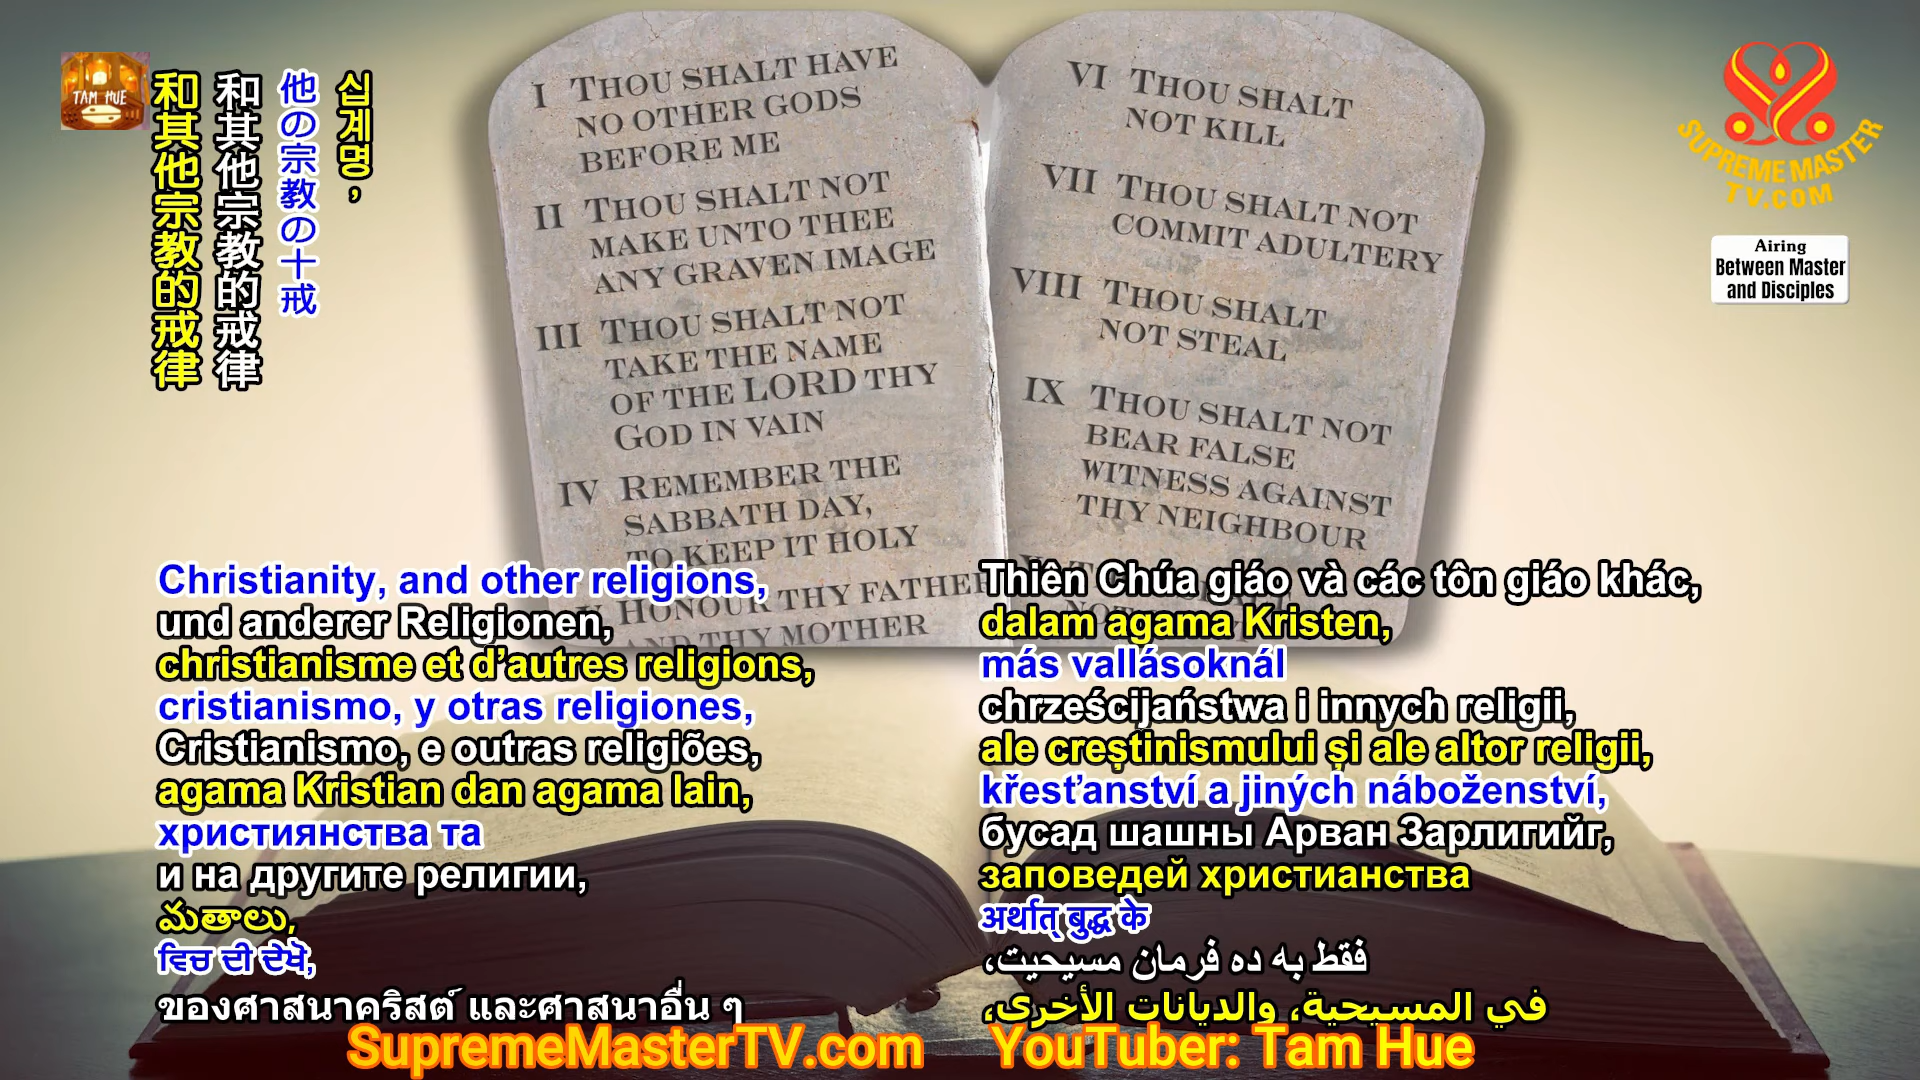 TAM HUE
和其他宗教的戒律
和其他宗教的戒律
他の宗教の十戒
십계명,
I THOU SHALT HAVE
NO OTHER GODS
BEFORE ME
II THOU SHALT NOT
MAKE UNTO THEE
ANY GRAVEN IMAGE
III THOU SHALT NOT
TAKE THE NAME
OF THE LORD THY
GOD IN VAIN
IV REMEMBER THE
SABBATH DAY,
TO KEEP IT HOLY
V HONOUR THY FATHER
AND THY MOTHER
VI THOU SHALT
NOT KILL
VII THOU SHALT NOT
COMMIT ADULTERY
VIII THOU SHALT
NOT STEAL
IX THOU SHALT NOT
BEAR FALSE
WITNESS AGAINST
THY NEIGHBOUR
SUPREME MASTER
TV.COM
Airing
Between Master
and Disciples
Christianity, and other religions,
und anderer Religionen,
christianisme et d’autres religions,
cristianismo, y otras religiones,
Cristianismo, e outras religiões,
agama Kristian dan agama lain,
християнства та
и на другите религии,
మతాలు,
ਵਿਚ ਦੀ ਦੇਖੋ,
ของศาสนาคริสต์ และศาสนาอื่น ๆ
Thiên Chúa giáo và các tôn giáo khác,
dalam agama Kristen,
más vallásoknál
chrześcijaństwa i innych religii,
ale creștinismului și ale altor religii,
křesťanství a jiných náboženství,
бусад шашны Арван Зарлигийг,
заповедей христианства
अर्थात् बुद्ध के
فقط به ده فرمان مسیحیت،
في المسيحية، والديانات الأخرى،
SupremeMasterTV.com YouTuber: Tam Hue